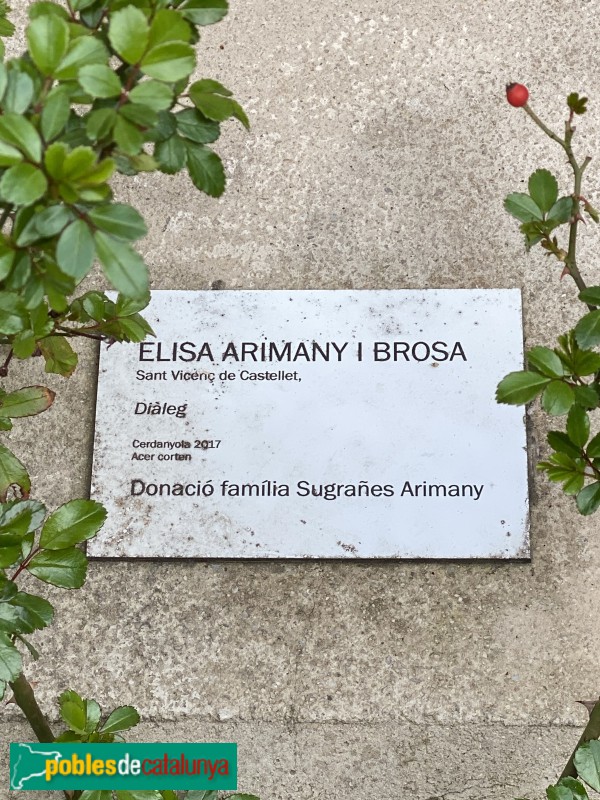 ELISA ARIMANY I BROSA
Sant Vicenç de Castellet,
Diàleg
Cerdanyola 2017
Acer corten
Donació família Sugrañes Arimany
poblesdecatalunya